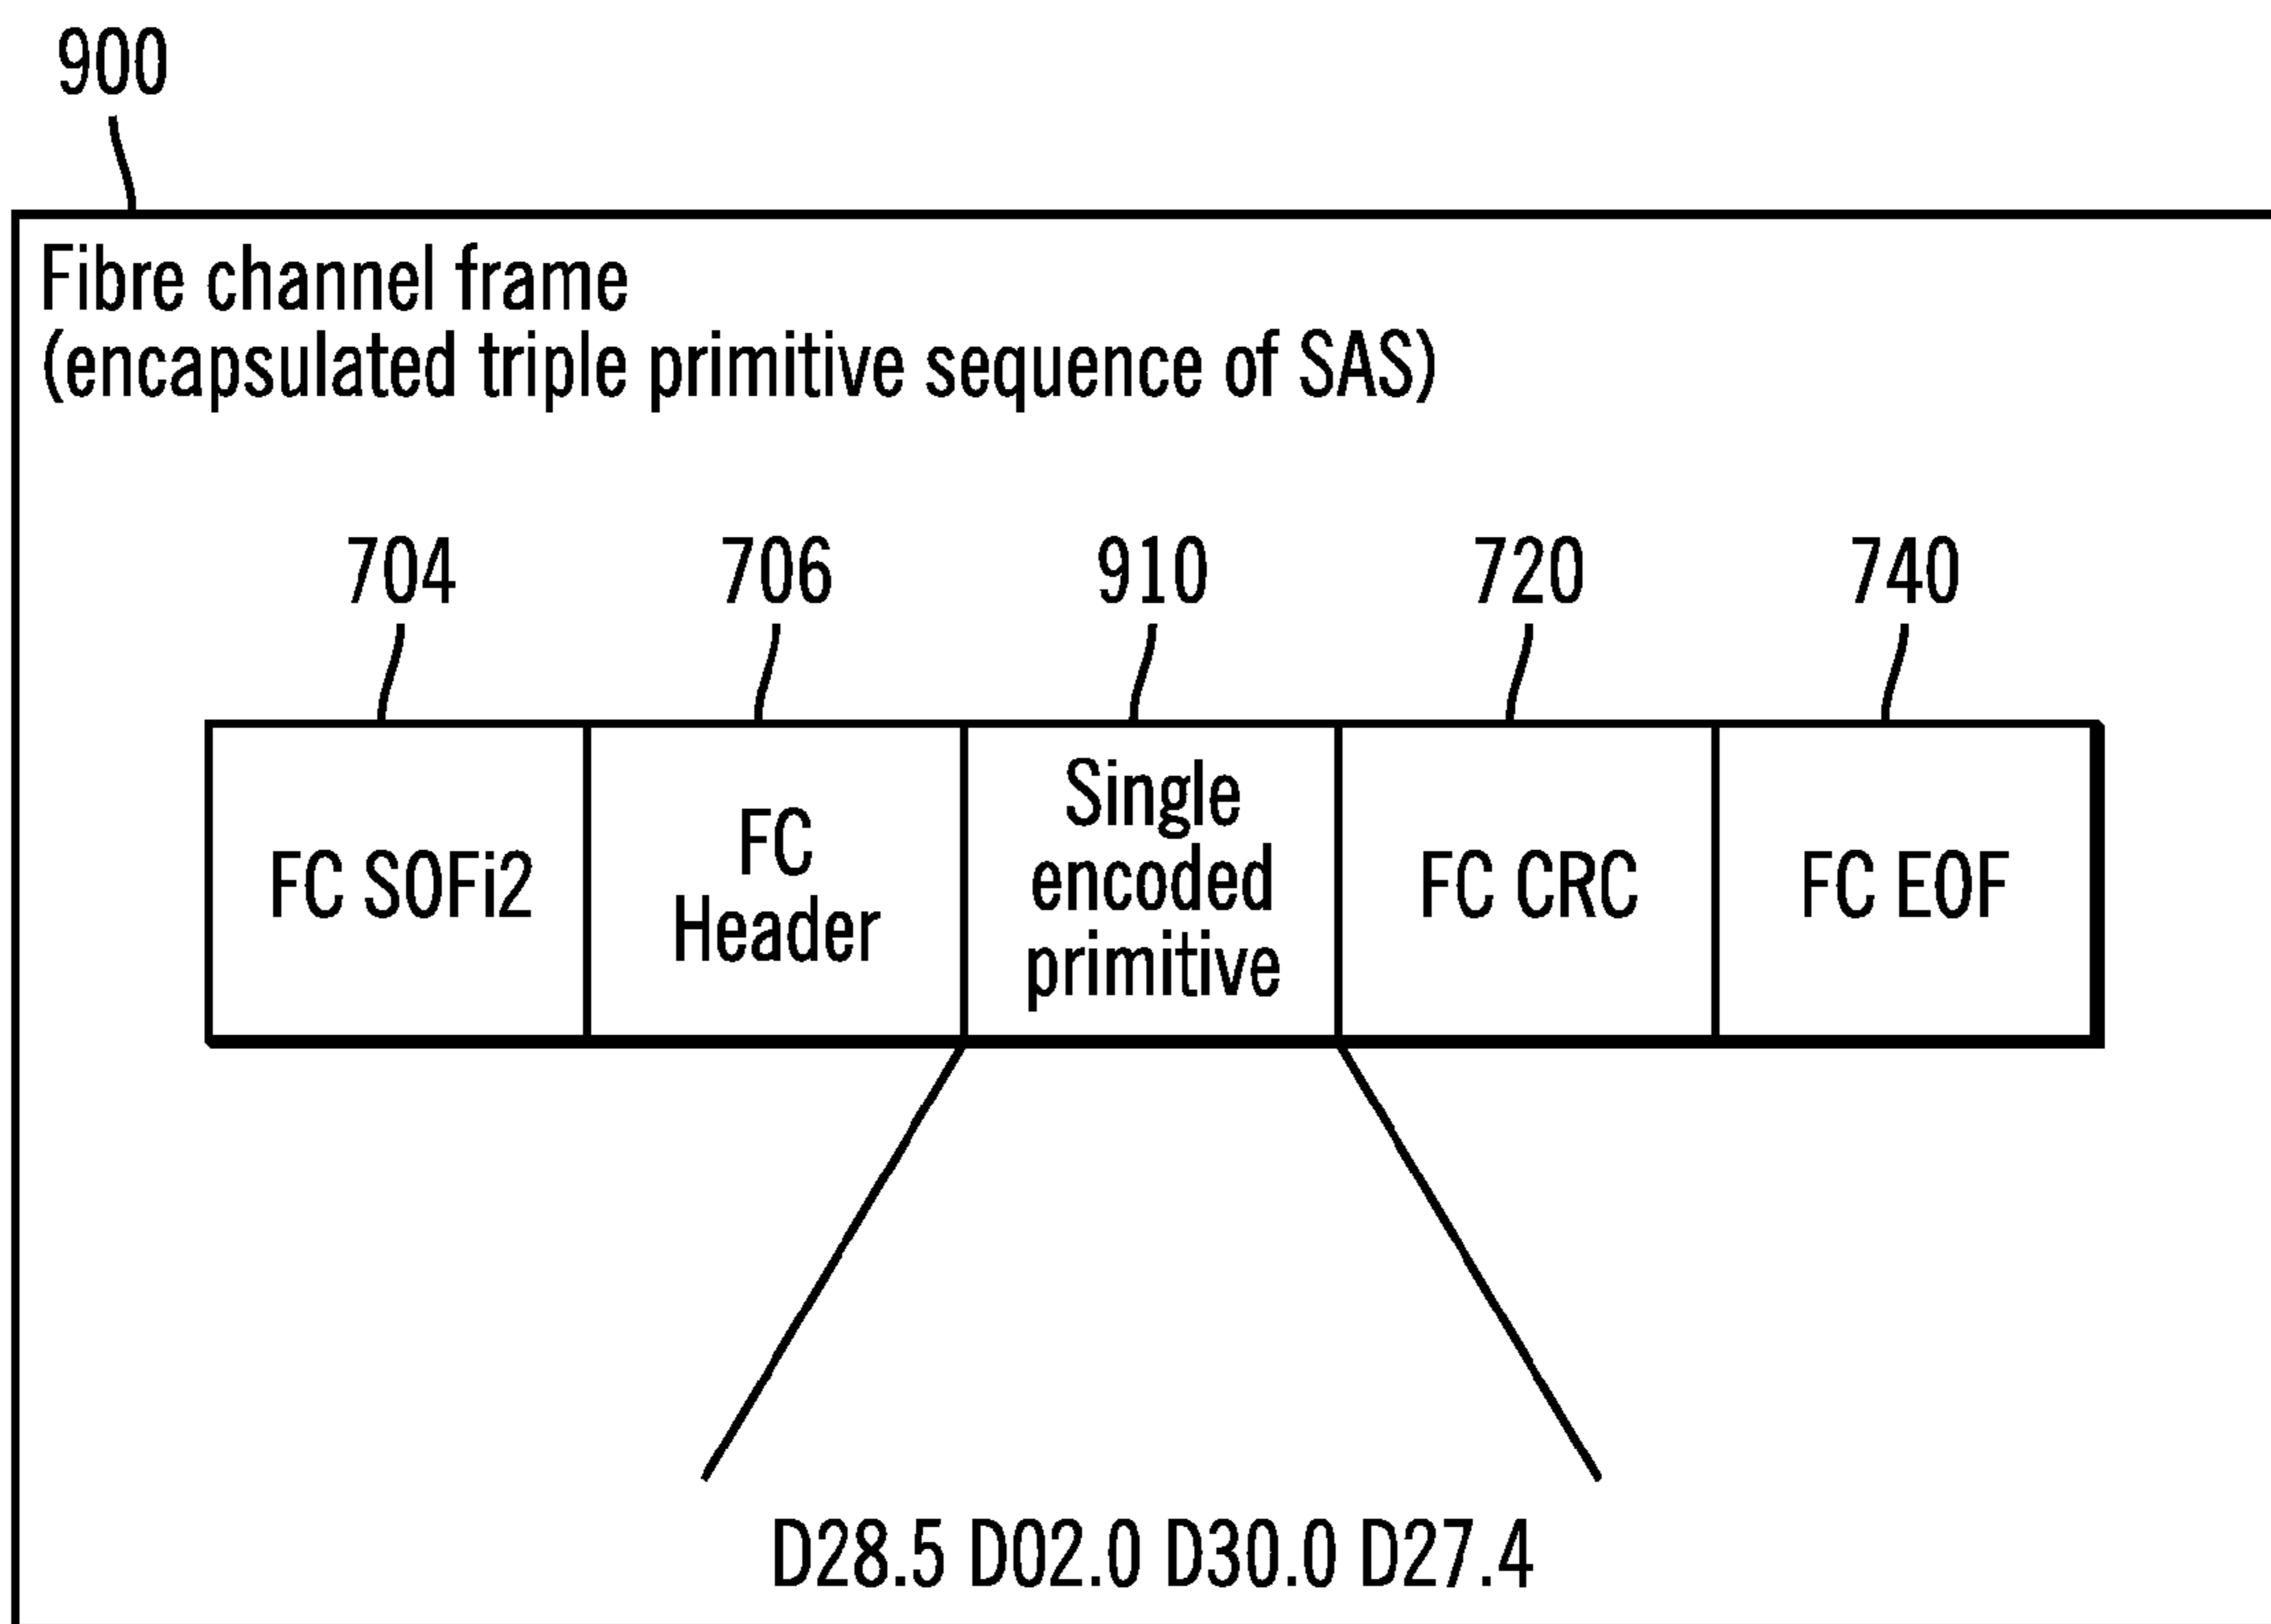 900
Fibre channel frame
(encapsulated triple primitive sequence of SAS)
704 706 910 720 740
FC SOFi2
FC
Header
Single
encoded
primitive
FC CRC
FC EOF
D28.5 D02.0 D30.0 D27.4